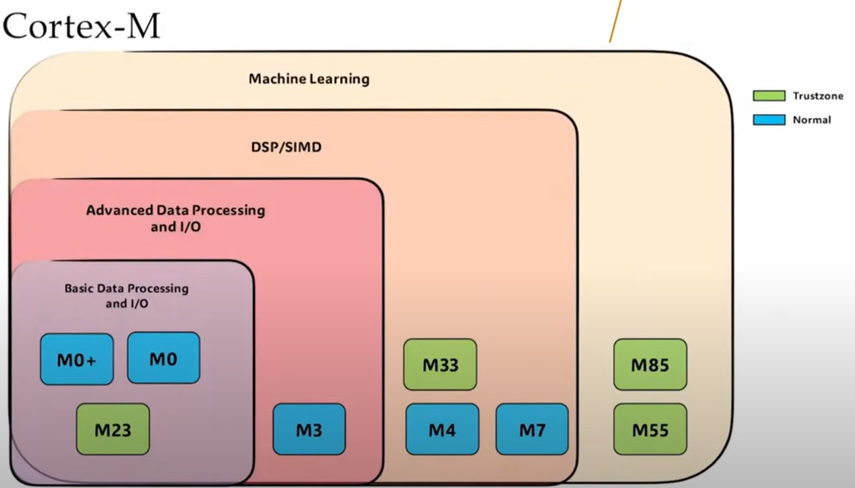 Cortex-M
Machine Learning
Trustzone
Normal
DSP/SIMD
Advanced Data Processing
and I/O
Basic Data Processing
and I/O
M0+
M0
M33
M85
M23
M3
M4
M7
M55